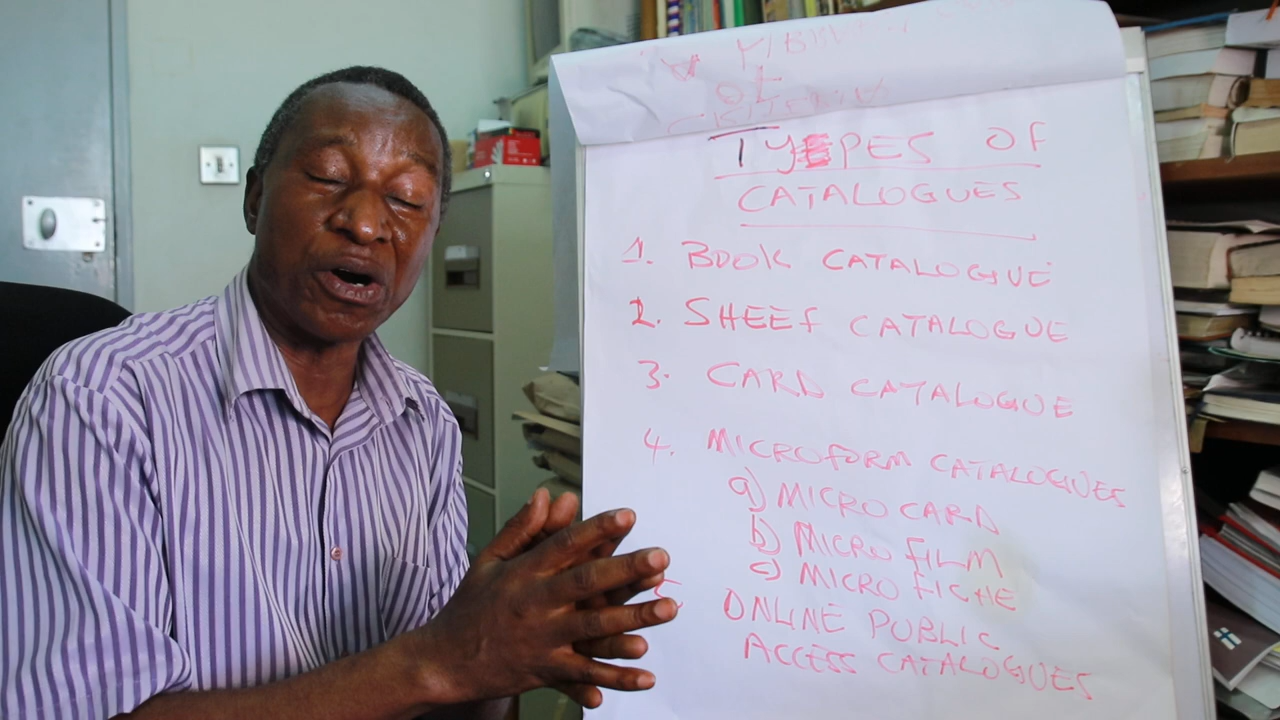 TYPES OF
CATALOGUES
1. BOOK CATALOGUE
2. SHEEF CATALOGUE
3. CARD CATALOGUE
4. MICROFORM CATALOGUES
a) MICRO CARD
b) MICRO FILM
c) MICRO FICHE
5 ONLINE PUBLIC
ACCESS CATALOGUES